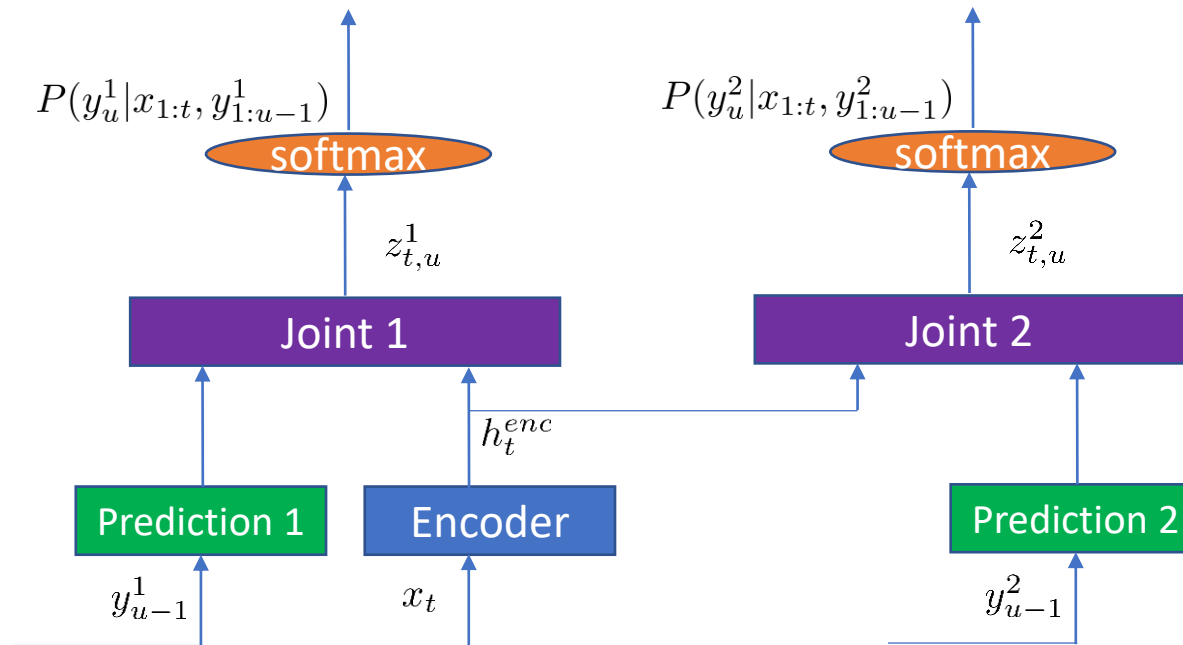 P(y_u^1|x_{1:t}, y_{1:u-1}^1)
P(y_u^2|x_{1:t}, y_{1:u-1}^2)
softmax
softmax
z_{t,u}^1
z_{t,u}^2
Joint 1
Joint 2
h_t^{enc}
Prediction 1
Encoder
Prediction 2
y_{u-1}^1
x_t
y_{u-1}^2